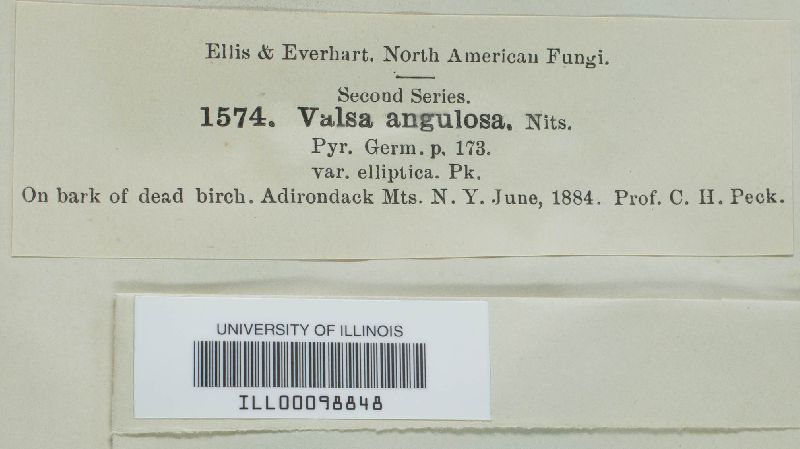 Ellis & Everhart. North American Fungi.
Second Series.
1574. Valsa angulosa. Nits.
Pyr. Germ. p. 173.
var. elliptica. Pk.
On bark of dead birch. Adirondack Mts. N. Y. June, 1884. Prof. C. H. Peck.
UNIVERSITY OF ILLINOIS
ILL00098848